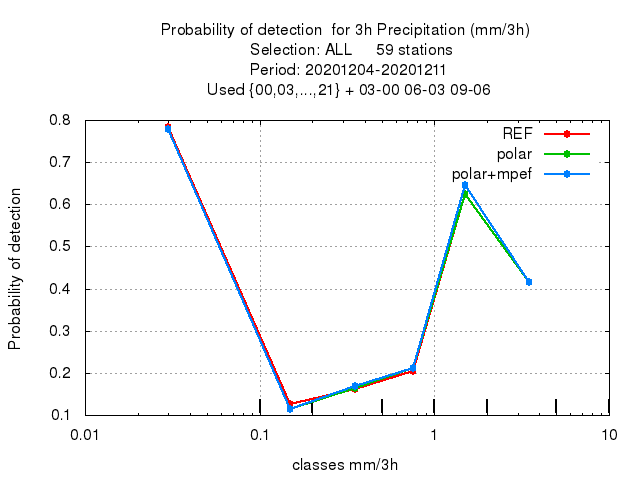 Probability of detection  for 3h Precipitation (mm/3h)
Selection: ALL     59 stations
Period: 20201204-20201211
Used {00,03,...,21} + 03-00 06-03 09-06
REF
polar
polar+mpef
Probability of detection
0.8
0.7
0.6
0.5
0.4
0.3
0.2
0.1
0.01 0.1 1 10
classes mm/3h